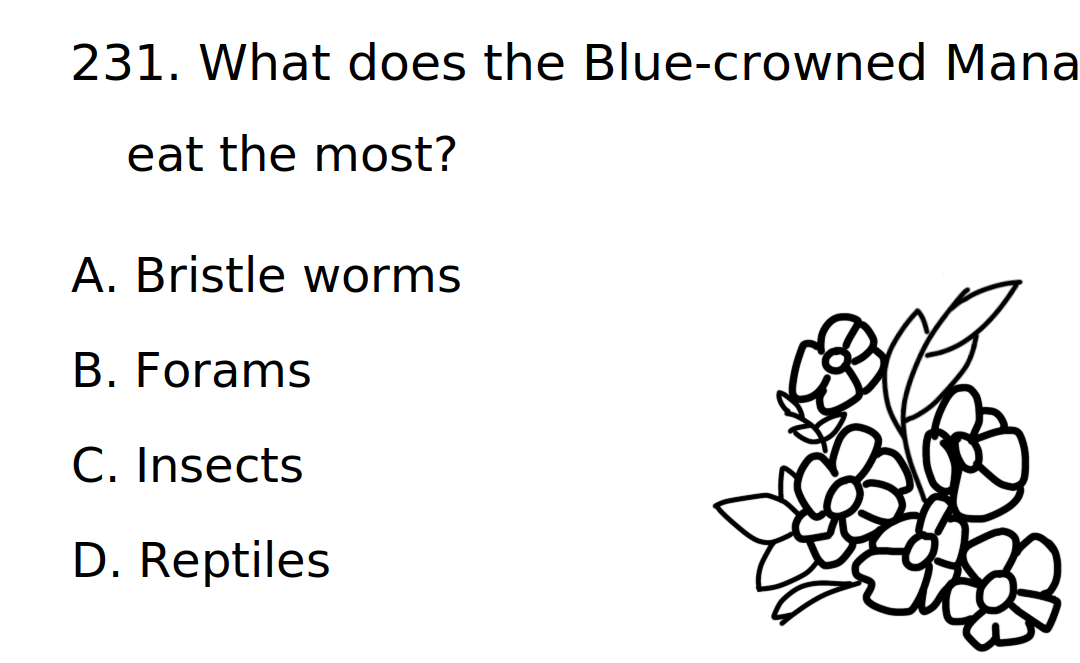 231. What does the Blue-crowned Mana
eat the most?
A. Bristle worms
B. Forams
C. Insects
D. Reptiles